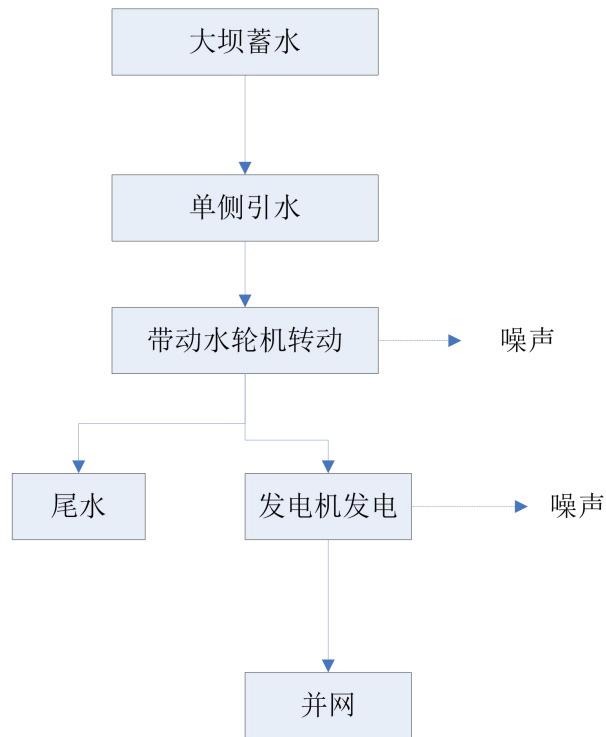 大坝蓄水
单侧引水
带动水轮机转动
噪声
尾水
发电机发电
噪声
并网